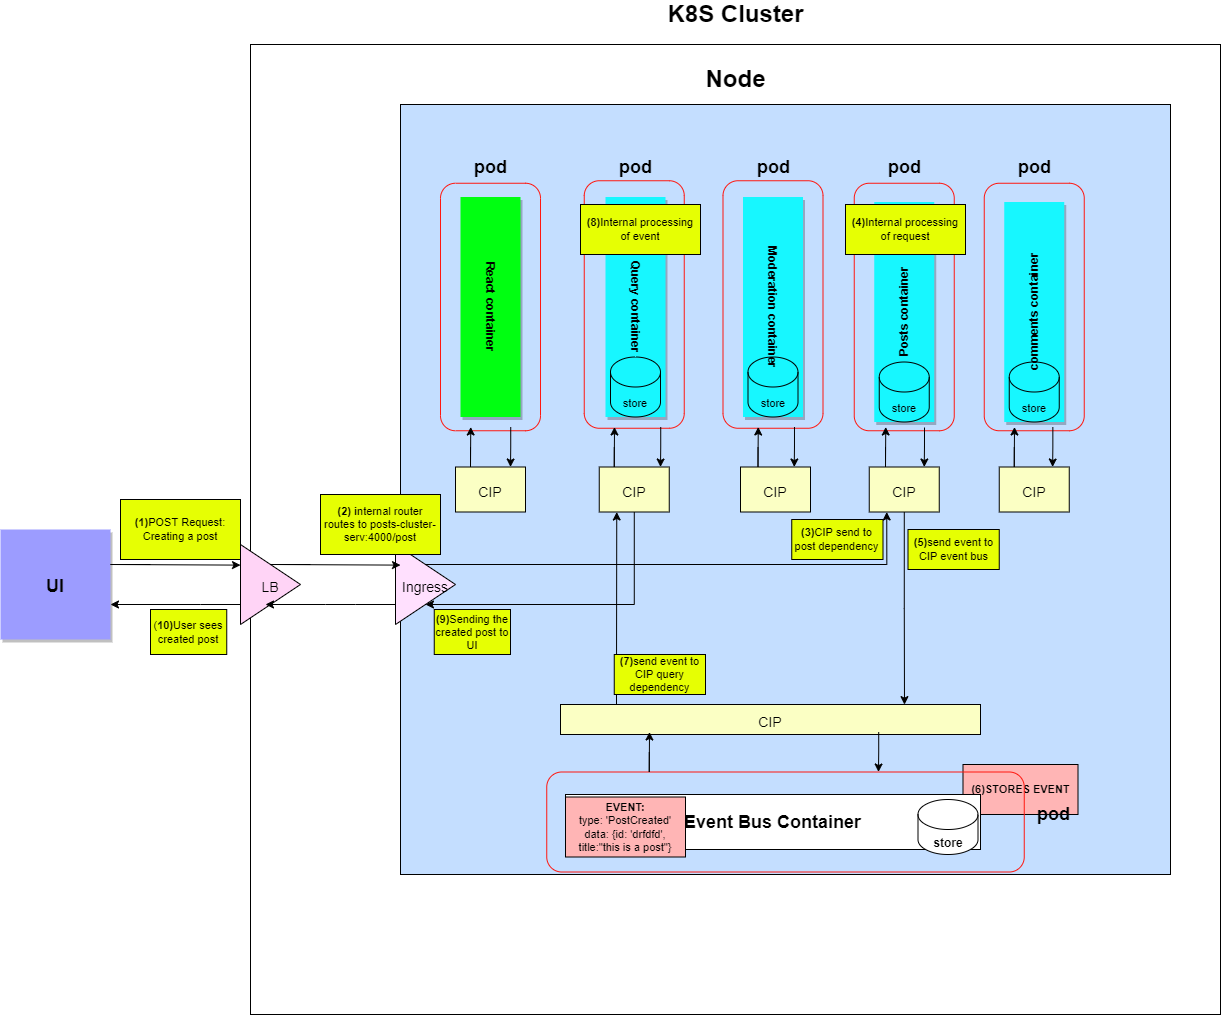 K8S Cluster
Node
pod
pod
pod
pod
pod
(8)Internal processing
of event
(4)Internal processing
of request
React container
Query container
Moderation container
Posts container
comments container
store
store
store
store
CIP
CIP
CIP
CIP
CIP
(1)POST Request:
Creating a post
(2) internal router
routes to posts-cluster-
serv:4000/post
(3)CIP send to
post dependency
(5)send event to
CIP event bus
UI
LB
Ingress
(10)User sees
created post
(9)Sending the
created post to
UI
(7)send event to
CIP query
dependency
CIP
(6)STORES EVENT
pod
EVENT:
type: 'PostCreated'
data: {id: 'drfdfd',
title:"this is a post"}
Event Bus Container
store